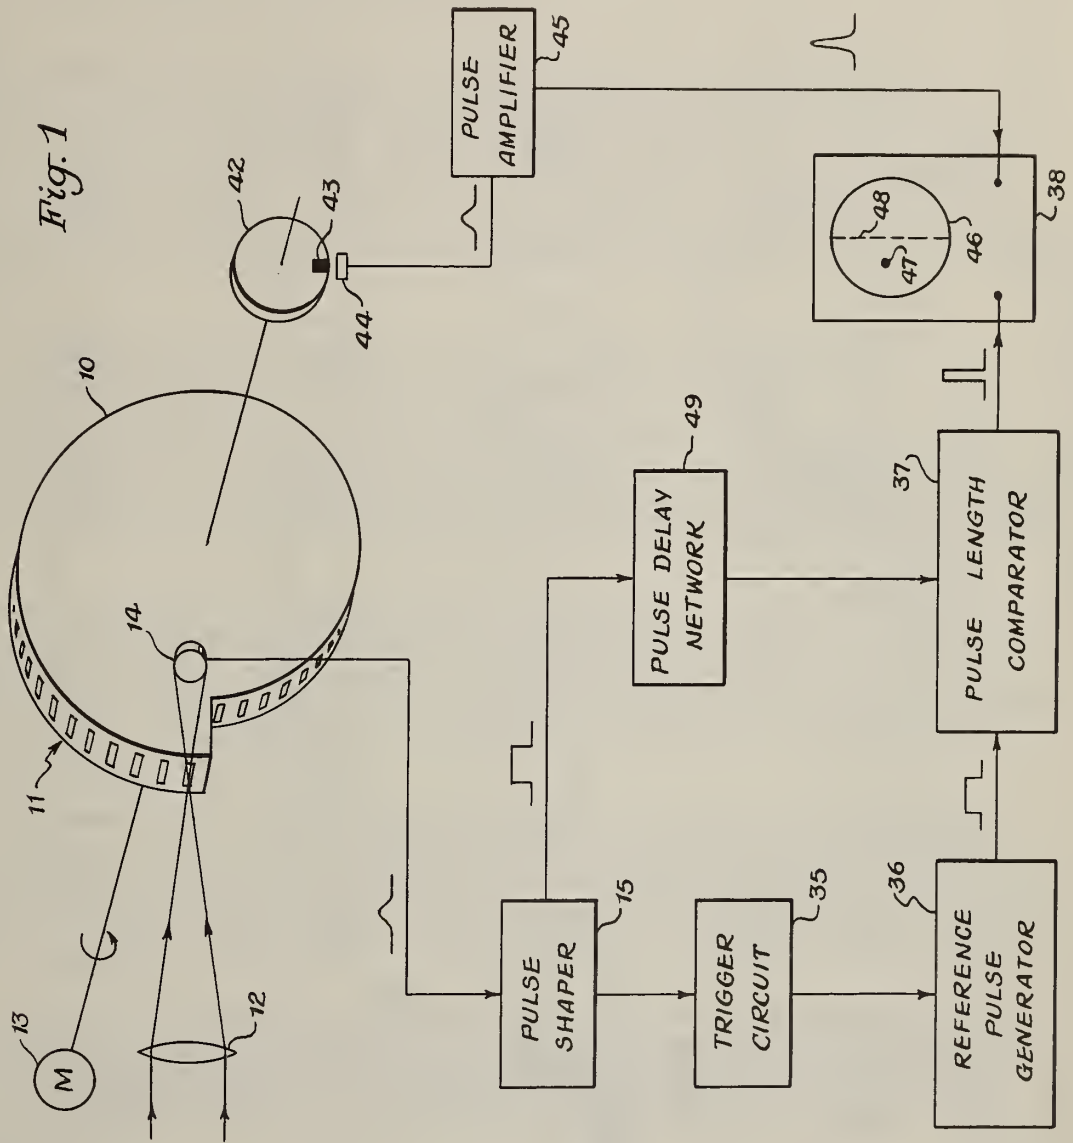 Fig. 1
13
M
12
11
14
10
42
43
44
PULSE
AMPLIFIER
45
PULSE
SHAPER
15
PULSE DELAY
NETWORK
49
TRIGGER
CIRCUIT
35
48
47
46
38
REFERENCE
PULSE
GENERATOR
36
PULSE LENGTH
COMPARATOR
37